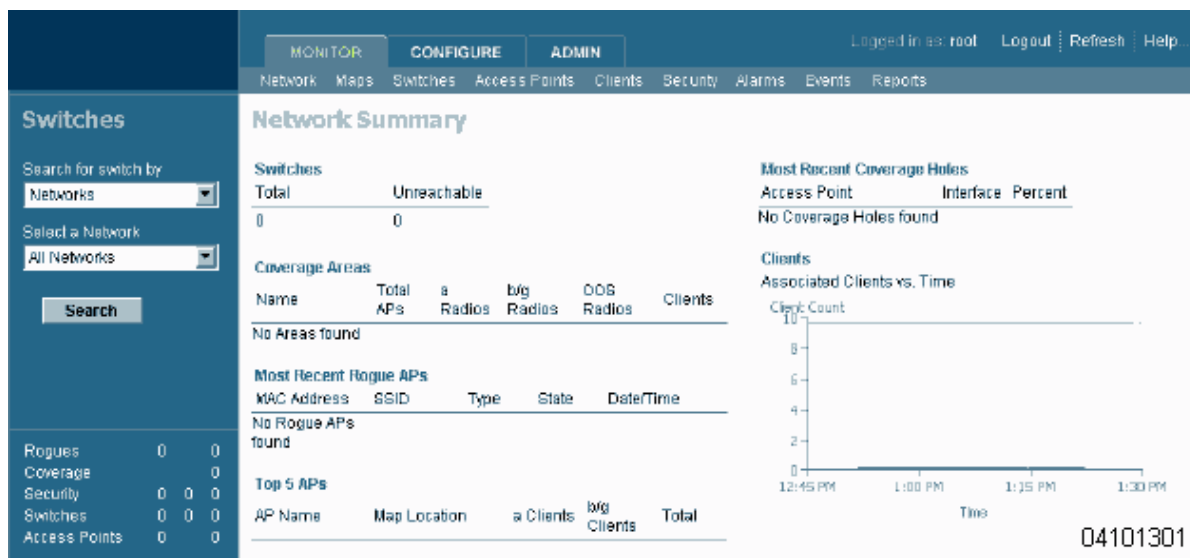 MONITOR CONFIGURE ADMIN
Logged in as: root Logout Refresh Help...
Network Maps Switches Access Points Clients Security Alarms Events Reports
Switches
Search for switch by
Networks
Select a Network
All Networks
Search
Rogues 0 0
Coverage 0
Security 0 0 0
Switches 0 0 0
Access Points 0 0
Network Summary
Switches
Total Unreachable
0 0
Coverage Areas
Name Total APs a Radios b/g Radios OOS Radios Clients
No Areas found
Most Recent Rogue APs
MAC Address SSID Type State Date/Time
No Rogue APs
found
Top 5 APs
AP Name Map Location a Clients b/g Clients Total
Most Recent Coverage Holes
Access Point Interface Percent
No Coverage Holes found
Clients
Associated Clients vs. Time
Client Count
10
8
6
4
2
0
12:45 PM 1:00 PM 1:15 PM 1:30 PM
Time
04101301